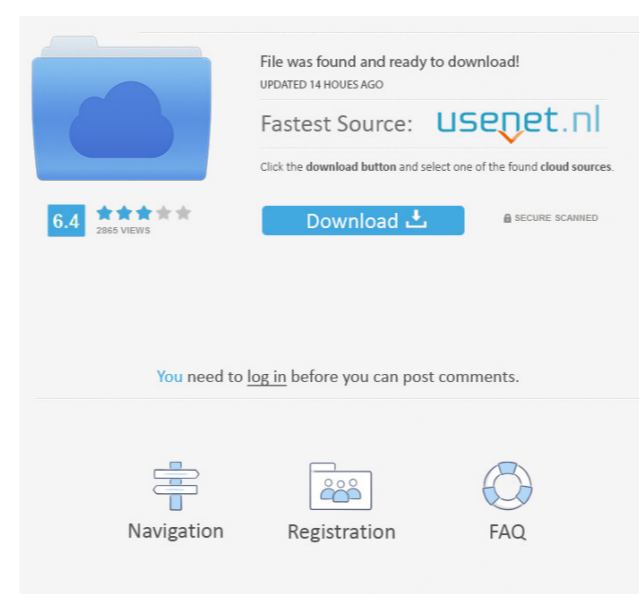 File was found and ready to download!
UPDATED 14 HOUES AGO
Fastest Source: usenet.nl
Click the download button and select one of the found cloud sources.
6.4
2865 VIEWS
Download
SECURE SCANNED
You need to log in before you can post comments.
Navigation
Registration
FAQ